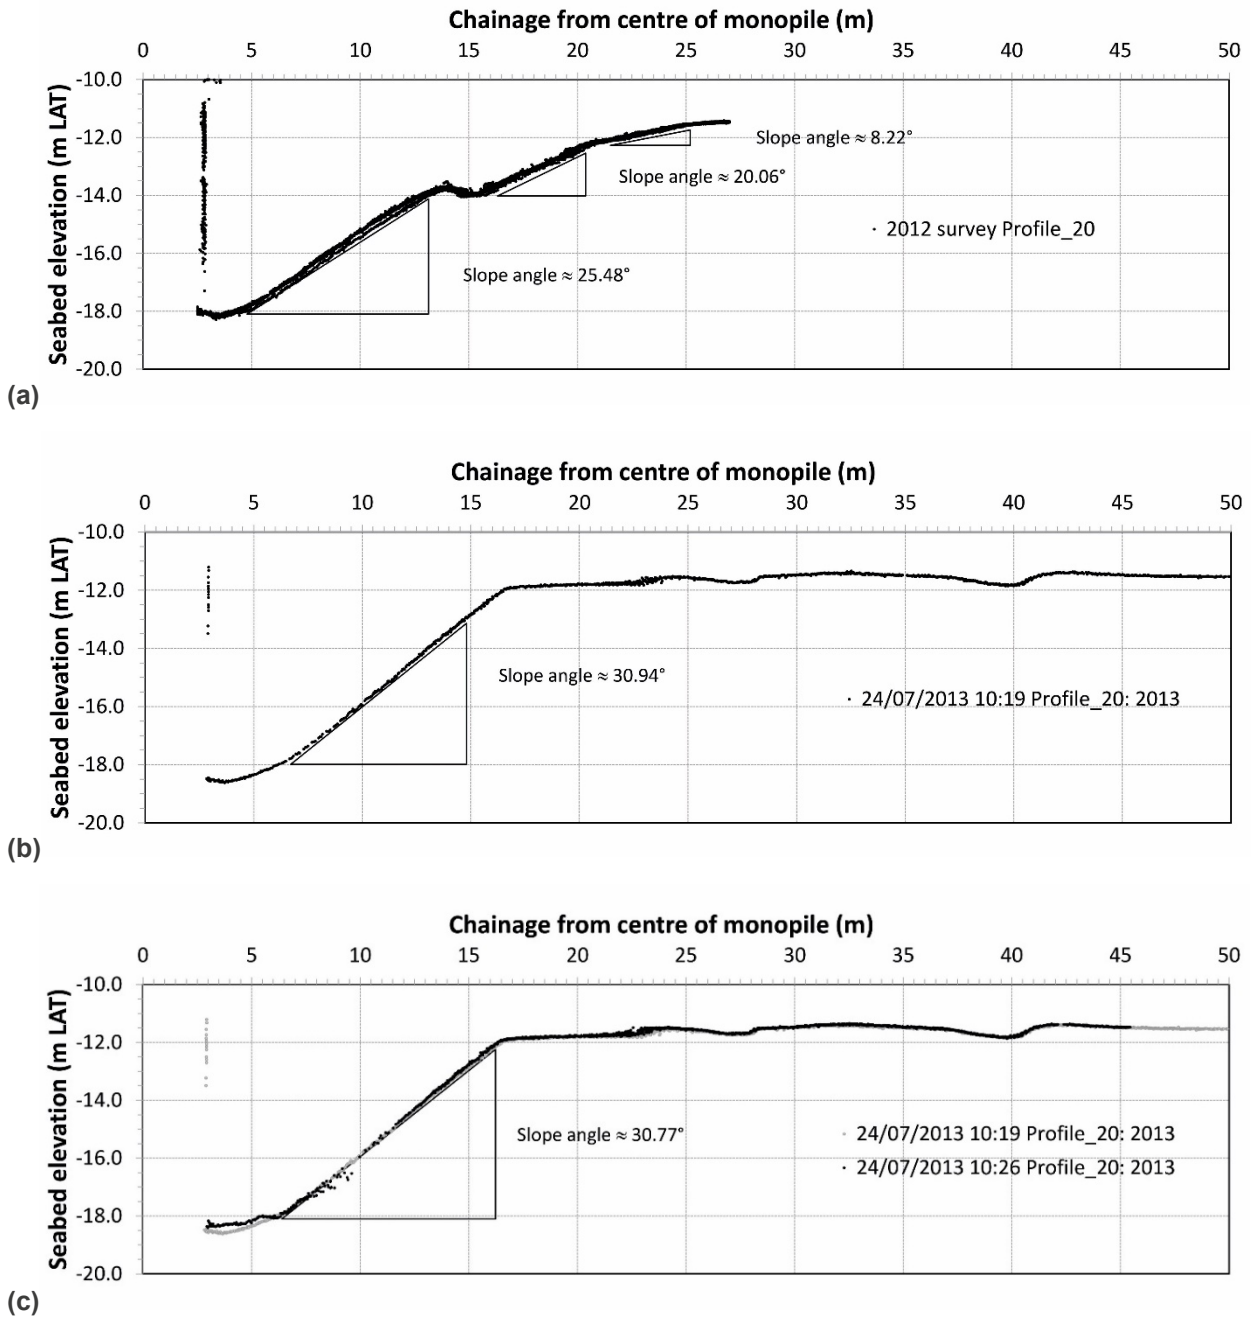 Chainage from centre of monopile (m)
0 5 10 15 20 25 30 35 40 45 50
Seabed elevation (m LAT)
-10.0
-12.0
-14.0
-16.0
-18.0
-20.0
Slope angle ≈ 8.22°
Slope angle ≈ 20.06°
2012 survey Profile_20
Slope angle ≈ 25.48°
(a)
Chainage from centre of monopile (m)
0 5 10 15 20 25 30 35 40 45 50
Seabed elevation (m LAT)
-10.0
-12.0
-14.0
-16.0
-18.0
-20.0
Slope angle ≈ 30.94°
24/07/2013 10:19 Profile_20: 2013
(b)
Chainage from centre of monopile (m)
0 5 10 15 20 25 30 35 40 45 50
Seabed elevation (m LAT)
-10.0
-12.0
-14.0
-16.0
-18.0
-20.0
Slope angle ≈ 30.77°
24/07/2013 10:19 Profile_20: 2013
24/07/2013 10:26 Profile_20: 2013
(c)